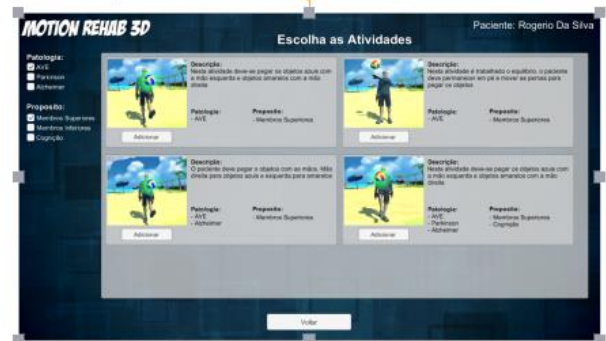 MOTION REHAB 3D
Paciente: Rogerio Da Silva
Escolha as Atividades
Patologia:
AVE
Parkinson
Alzheimer
Proposito:
Membros Superiores
Membros Inferiores
Cognição
Descrição:
Nesta atividade deve-se pegar os objetos azuis com
a mão esquerda e objetos amarelos com a mão
direita
Patologia:
- AVE
Proposito:
- Membros Superiores
Adicionar
Descrição:
Nesta atividade é trabalhado o equilibrio, o paciente
deve permanecer em pé e mover as pernas para
pegar os objetos
Patologia:
- AVE
Proposito:
- Membros Superiores
Adicionar
Descrição:
O paciente deve pegar o objetos com as mãos. Mão
direita para objetos azuis e esquerda para amarelos
Patologia:
- AVE
- Alzheimer
Proposito:
- Membros Superiores
Adicionar
Descrição:
Nesta atividade deve-se pegar os objetos azuis com
a mão esquerda e objetos amarelos com a mão
direita
Patologia:
- AVE
- Parkinson
- Alzheimer
Proposito:
- Membros Superiores
- Cognição
Adicionar
Voltar